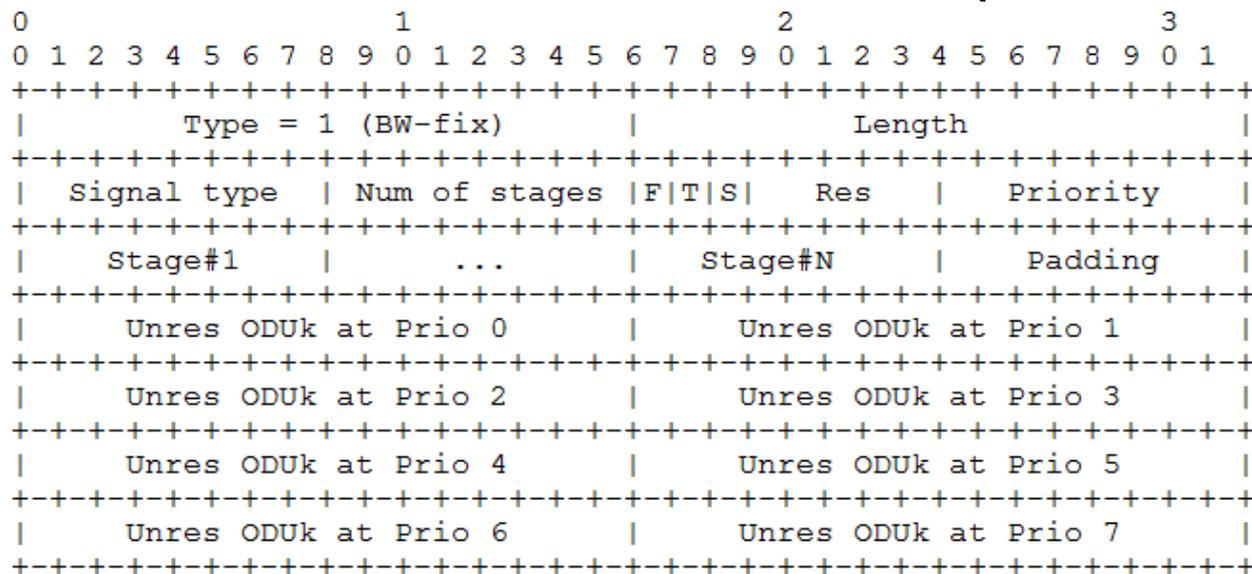 0                   1                   2                   3
0 1 2 3 4 5 6 7 8 9 0 1 2 3 4 5 6 7 8 9 0 1 2 3 4 5 6 7 8 9 0 1
+-+-+-+-+-+-+-+-+-+-+-+-+-+-+-+-+-+-+-+-+-+-+-+-+-+-+-+-+-+-+-+-+
|        Type = 1 (BW-fix)      |           Length              |
+-+-+-+-+-+-+-+-+-+-+-+-+-+-+-+-+-+-+-+-+-+-+-+-+-+-+-+-+-+-+-+-+
|  Signal type  | Num of stages |F|T|S|   Res   |   Priority    |
+-+-+-+-+-+-+-+-+-+-+-+-+-+-+-+-+-+-+-+-+-+-+-+-+-+-+-+-+-+-+-+-+
|    Stage#1    |      ...      |   Stage#N     |    Padding    |
+-+-+-+-+-+-+-+-+-+-+-+-+-+-+-+-+-+-+-+-+-+-+-+-+-+-+-+-+-+-+-+-+
|     Unres ODUk at Prio 0      |     Unres ODUk at Prio 1      |
+-+-+-+-+-+-+-+-+-+-+-+-+-+-+-+-+-+-+-+-+-+-+-+-+-+-+-+-+-+-+-+-+
|     Unres ODUk at Prio 2      |     Unres ODUk at Prio 3      |
+-+-+-+-+-+-+-+-+-+-+-+-+-+-+-+-+-+-+-+-+-+-+-+-+-+-+-+-+-+-+-+-+
|     Unres ODUk at Prio 4      |     Unres ODUk at Prio 5      |
+-+-+-+-+-+-+-+-+-+-+-+-+-+-+-+-+-+-+-+-+-+-+-+-+-+-+-+-+-+-+-+-+
|     Unres ODUk at Prio 6      |     Unres ODUk at Prio 7      |
+-+-+-+-+-+-+-+-+-+-+-+-+-+-+-+-+-+-+-+-+-+-+-+-+-+-+-+-+-+-+-+-+